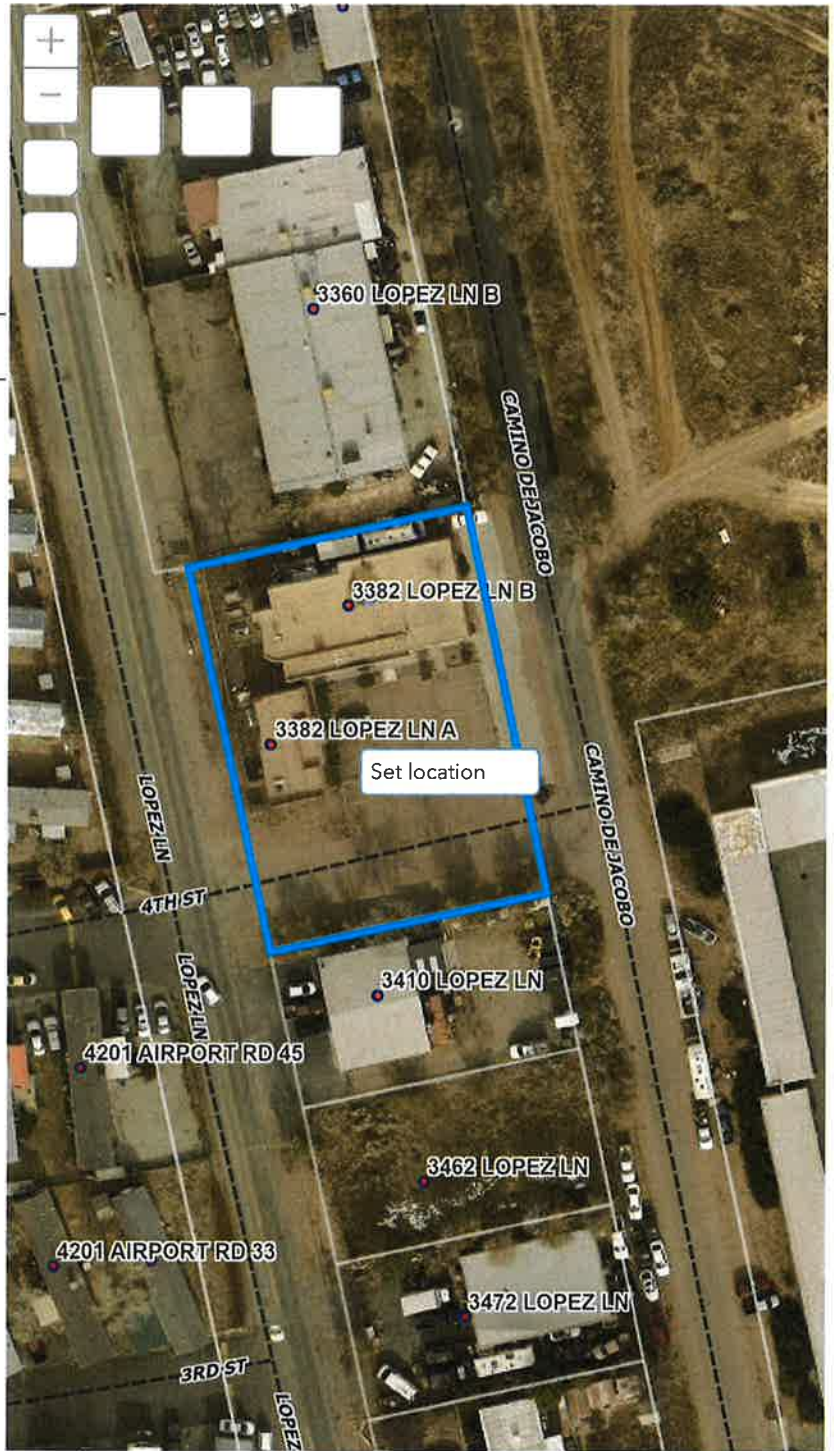 +
−
3360 LOPEZ LN B
CAMINO DE JACOBO
3382 LOPEZ LN B
3382 LOPEZ LN A
Set location
LOPEZ LN
CAMINO DE JACOBO
4TH ST
LOPEZ LN
3410 LOPEZ LN
4201 AIRPORT RD 45
3462 LOPEZ LN
4201 AIRPORT RD 33
3472 LOPEZ LN
3RD ST
LOPEZ